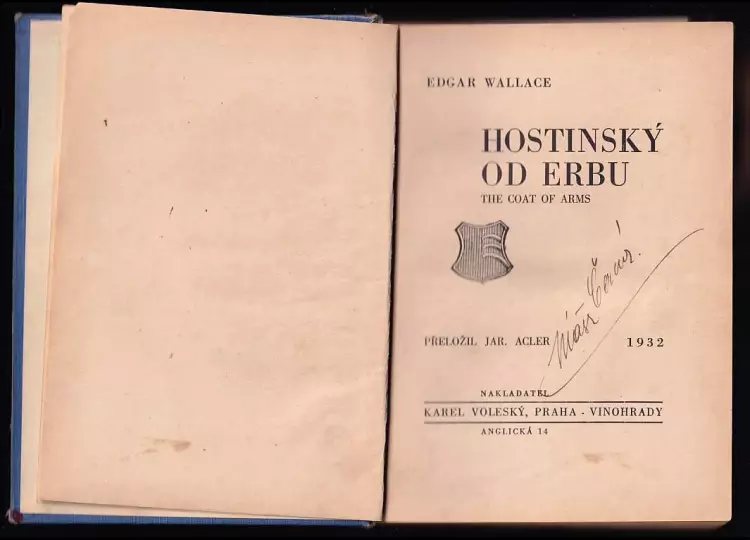 EDGAR WALLACE
HOSTINSKÝ
OD ERBU
THE COAT OF ARMS
PŘELOŽIL JAR. ACLER 1932
NAKLADATEL
KAREL VOLESKÝ, PRAHA - VINOHRADY
ANGLICKÁ 14